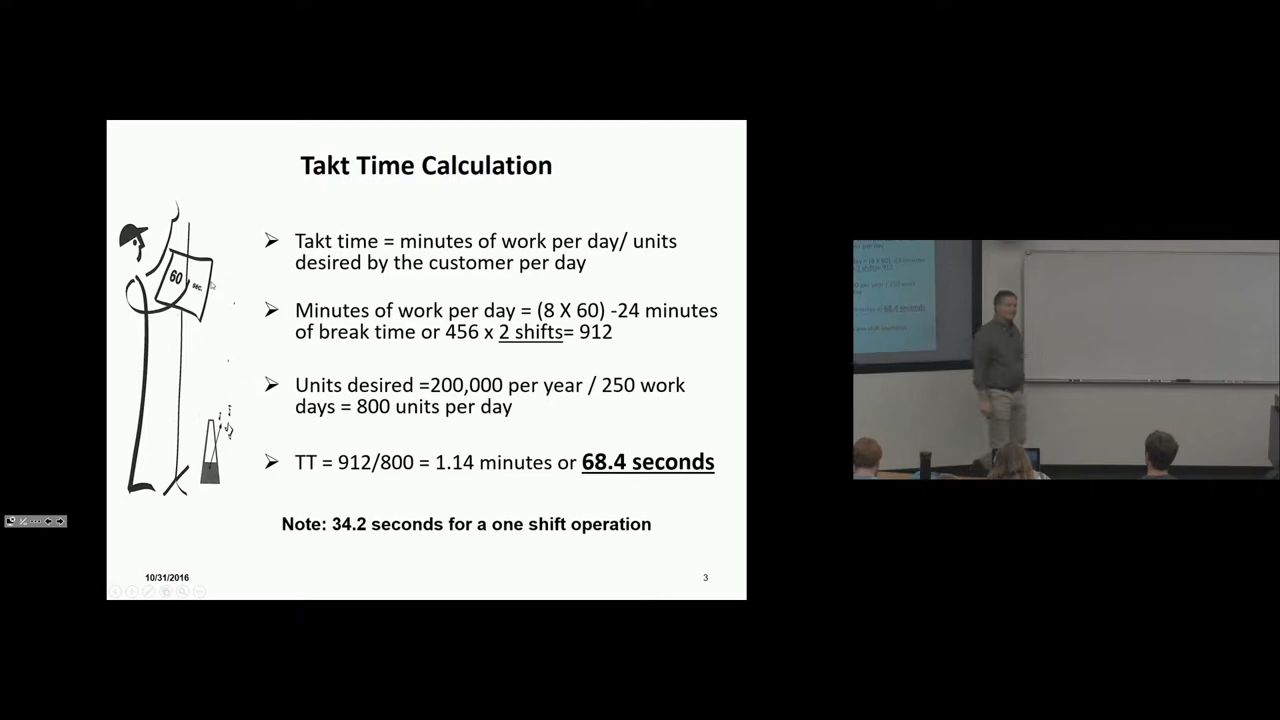 Takt Time Calculation
60
sec.
Takt time = minutes of work per day/ units
desired by the customer per day
Minutes of work per day = (8 X 60) -24 minutes
of break time or 456 x 2 shifts= 912
Units desired =200,000 per year / 250 work
days = 800 units per day
TT = 912/800 = 1.14 minutes or 68.4 seconds
Note: 34.2 seconds for a one shift operation
10/31/2016
3
68.4 seconds